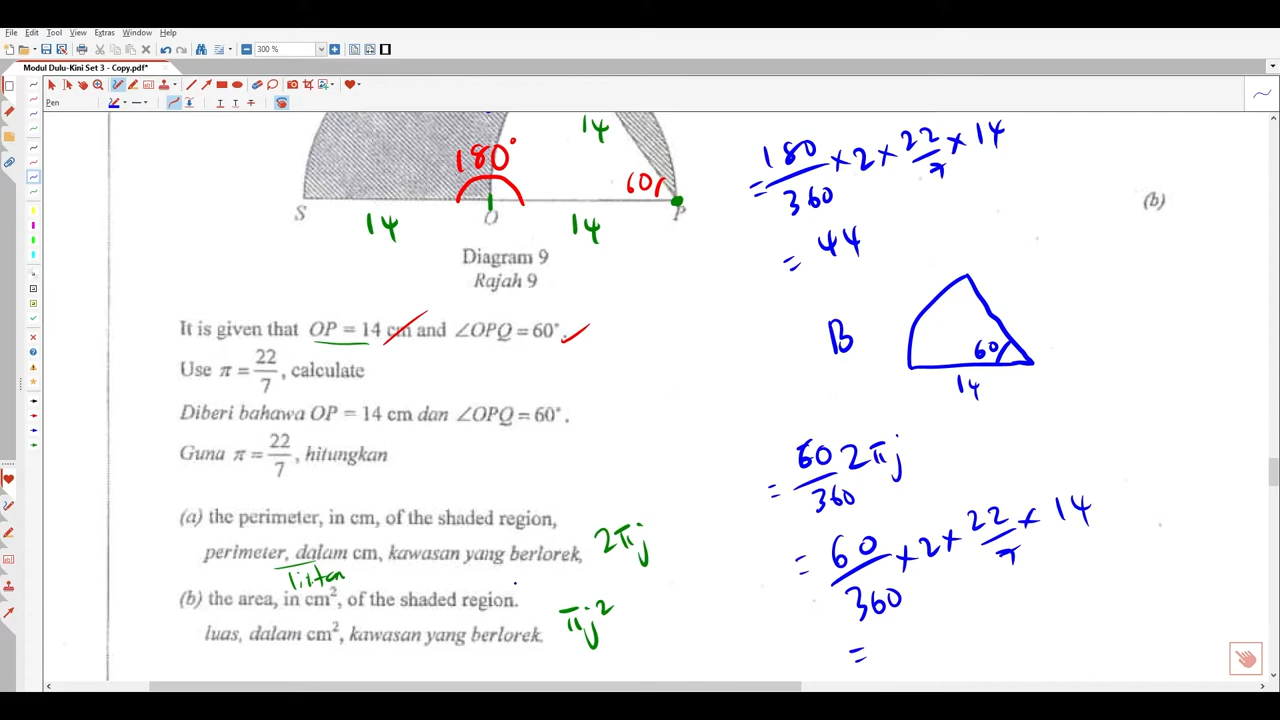 File Edit View Tools Extras Window Help
300 %
Modul Dulu-Kini Set 3 - Copy.pdf*
Pen
14
180°
60
S
O
P
14
14
Diagram 9
Rajah 9
It is given that OP = 14 cm and ∠OPQ = 60°.
Use π = 22/7, calculate
Diberi bahawa OP = 14 cm dan ∠OPQ = 60°.
Guna π = 22/7, hitungkan
(a) the perimeter, in cm, of the shaded region,
perimeter, dalam cm, kawasan yang berlorek,
2πj
(b) the area, in cm², of the shaded region.
luas, dalam cm², kawasan yang berlorek.
πj²
= 180/360 × 2 × 22/7 × 14
= 44
(b)
B
60
14
= 60/360 2πj
= 60/360 × 2 × 22/7 × 14
=